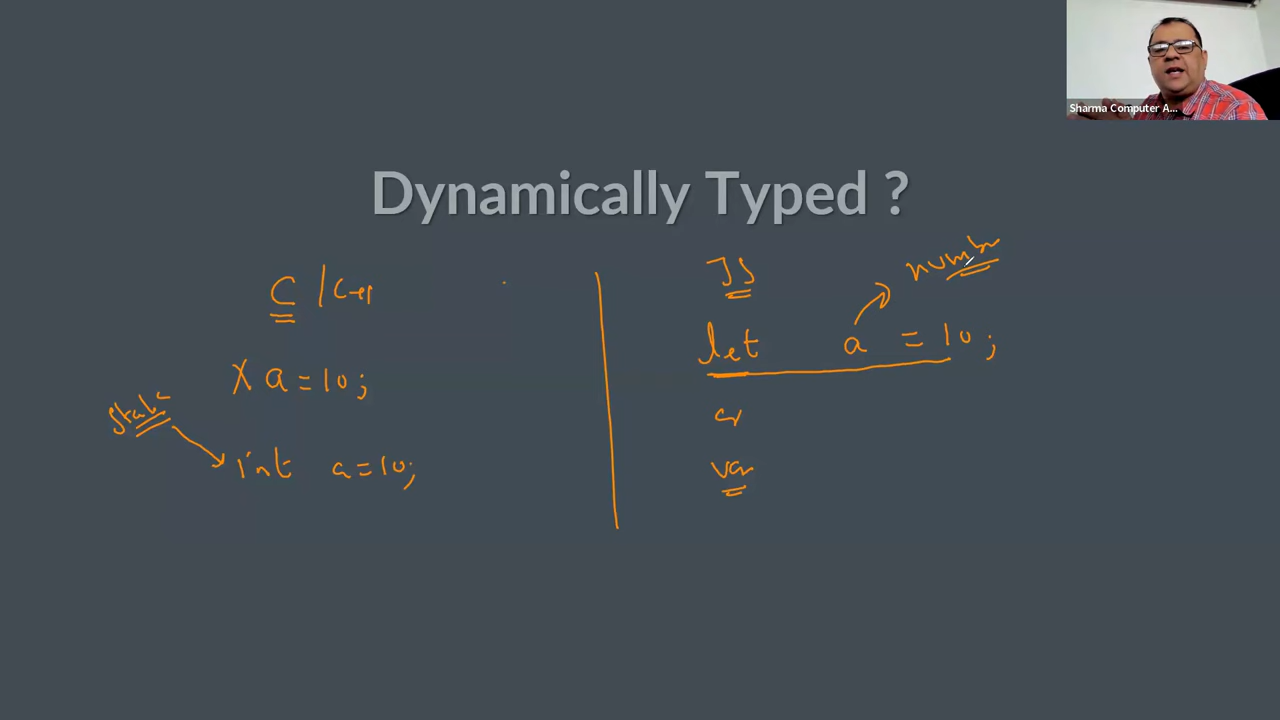 Sharma Computer A...
Dynamically Typed ?
C / C++
X a = 10 ;
static
int a = 10 ;
JS
number
let a = 10 ;
or
var